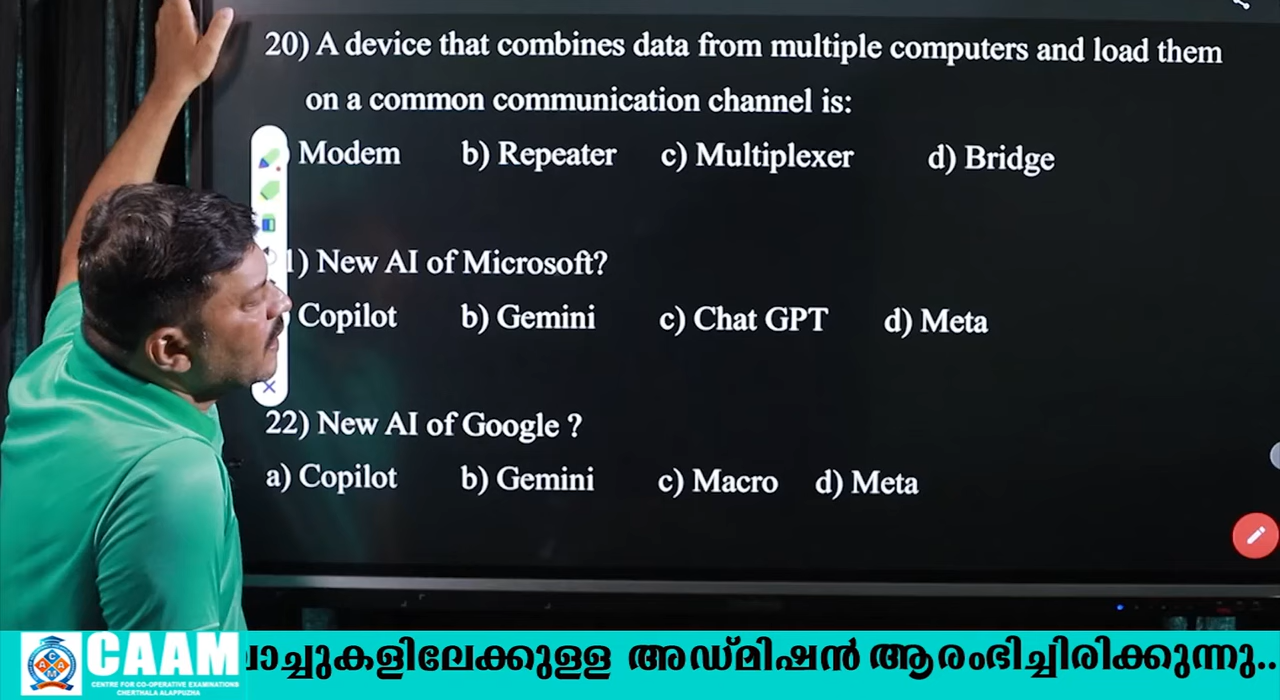 20) A device that combines data from multiple computers and load them
on a common communication channel is:
Modem b) Repeater c) Multiplexer d) Bridge
1) New AI of Microsoft?
Copilot b) Gemini c) Chat GPT d) Meta
22) New AI of Google ?
a) Copilot b) Gemini c) Macro d) Meta
CAAM
CENTRE FOR CO-OPERATIVE EXAMINATIONS
CHERTHALA ALAPPUZHA
ാച്ചുകളിലേക്കുള്ള അഡ്മിഷൻ ആരംഭിച്ചിരിക്കുന്നു..